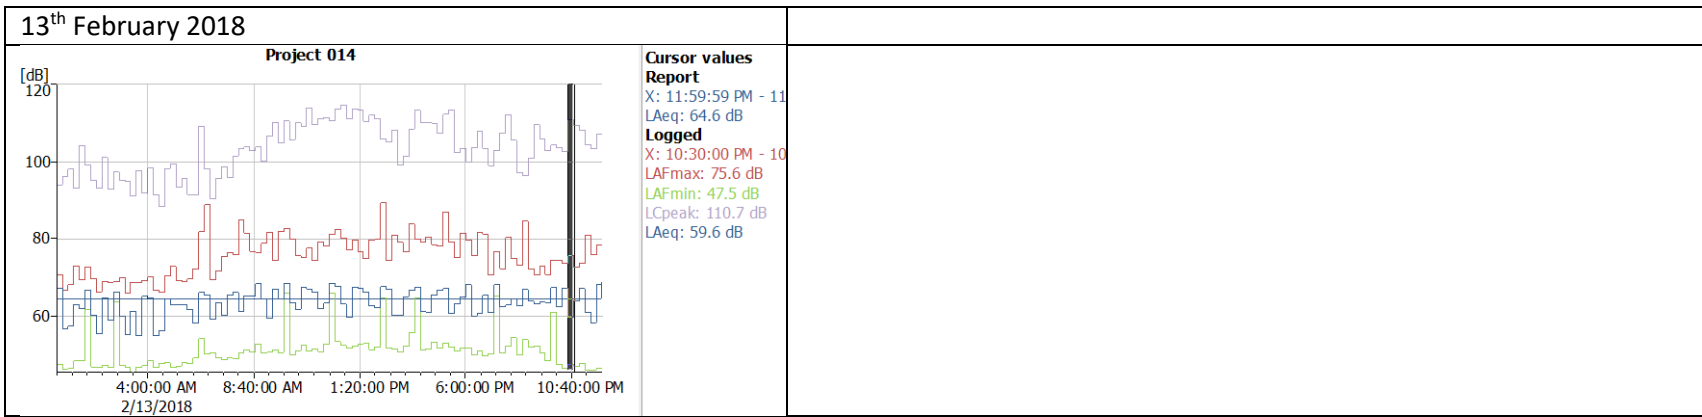 13th February 2018
Project 014
[dB]
120
100
80
60
4:00:00 AM 8:40:00 AM 1:20:00 PM 6:00:00 PM 10:40:00 PM
2/13/2018
Cursor values
Report
X: 11:59:59 PM - 11
LAeq: 64.6 dB
Logged
X: 10:30:00 PM - 10
LAFmax: 75.6 dB
LAFmin: 47.5 dB
LCpeak: 110.7 dB
LAeq: 59.6 dB